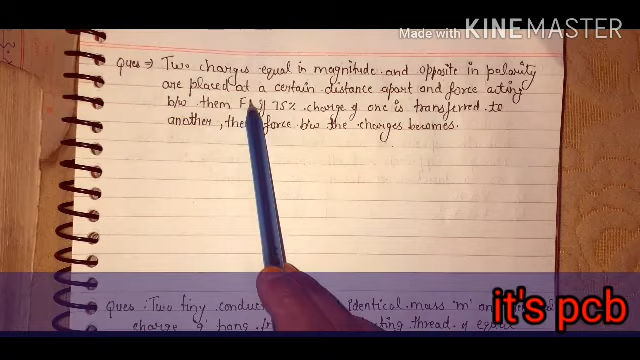 Made with KINEMASTER
Ques ⇒ Two charges equal in magnitude and opposite in polarity
are placed at a certain distance apart and force acting
b/w them F. If 75% charge of one is transferred to
another, then force b/w the charges becomes.
Ques : Two tiny conduc identical mass 'm' an
charge
it's pcb